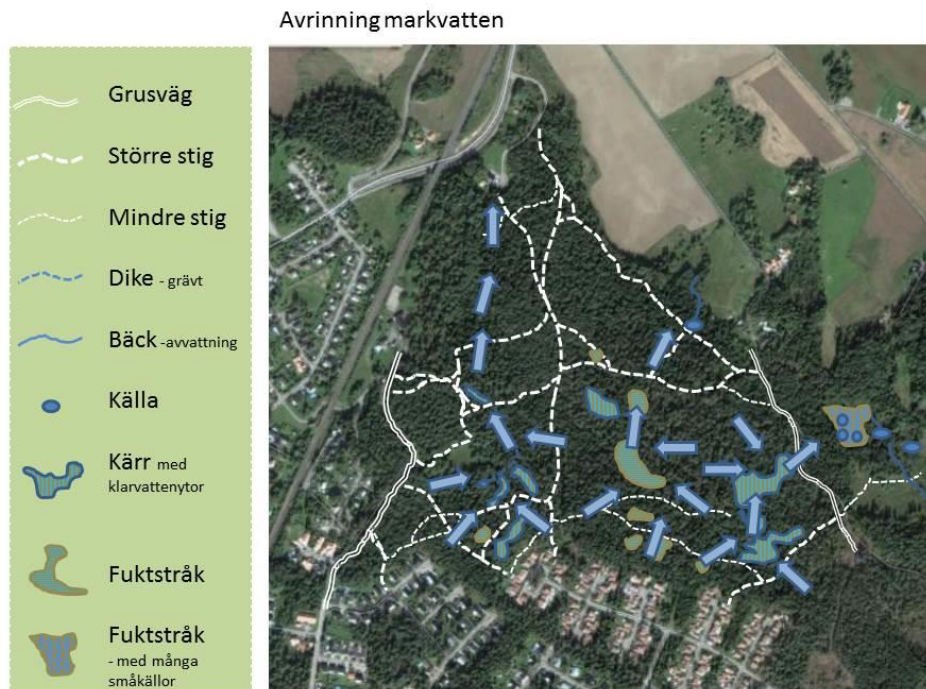 Avrinning markvatten
Grusväg
Större stig
Mindre stig
Dike - grävt
Bäck -avvattning
Källa
Kärr med
klarvattenytor
Fuktstråk
Fuktstråk
- med många
småkällor